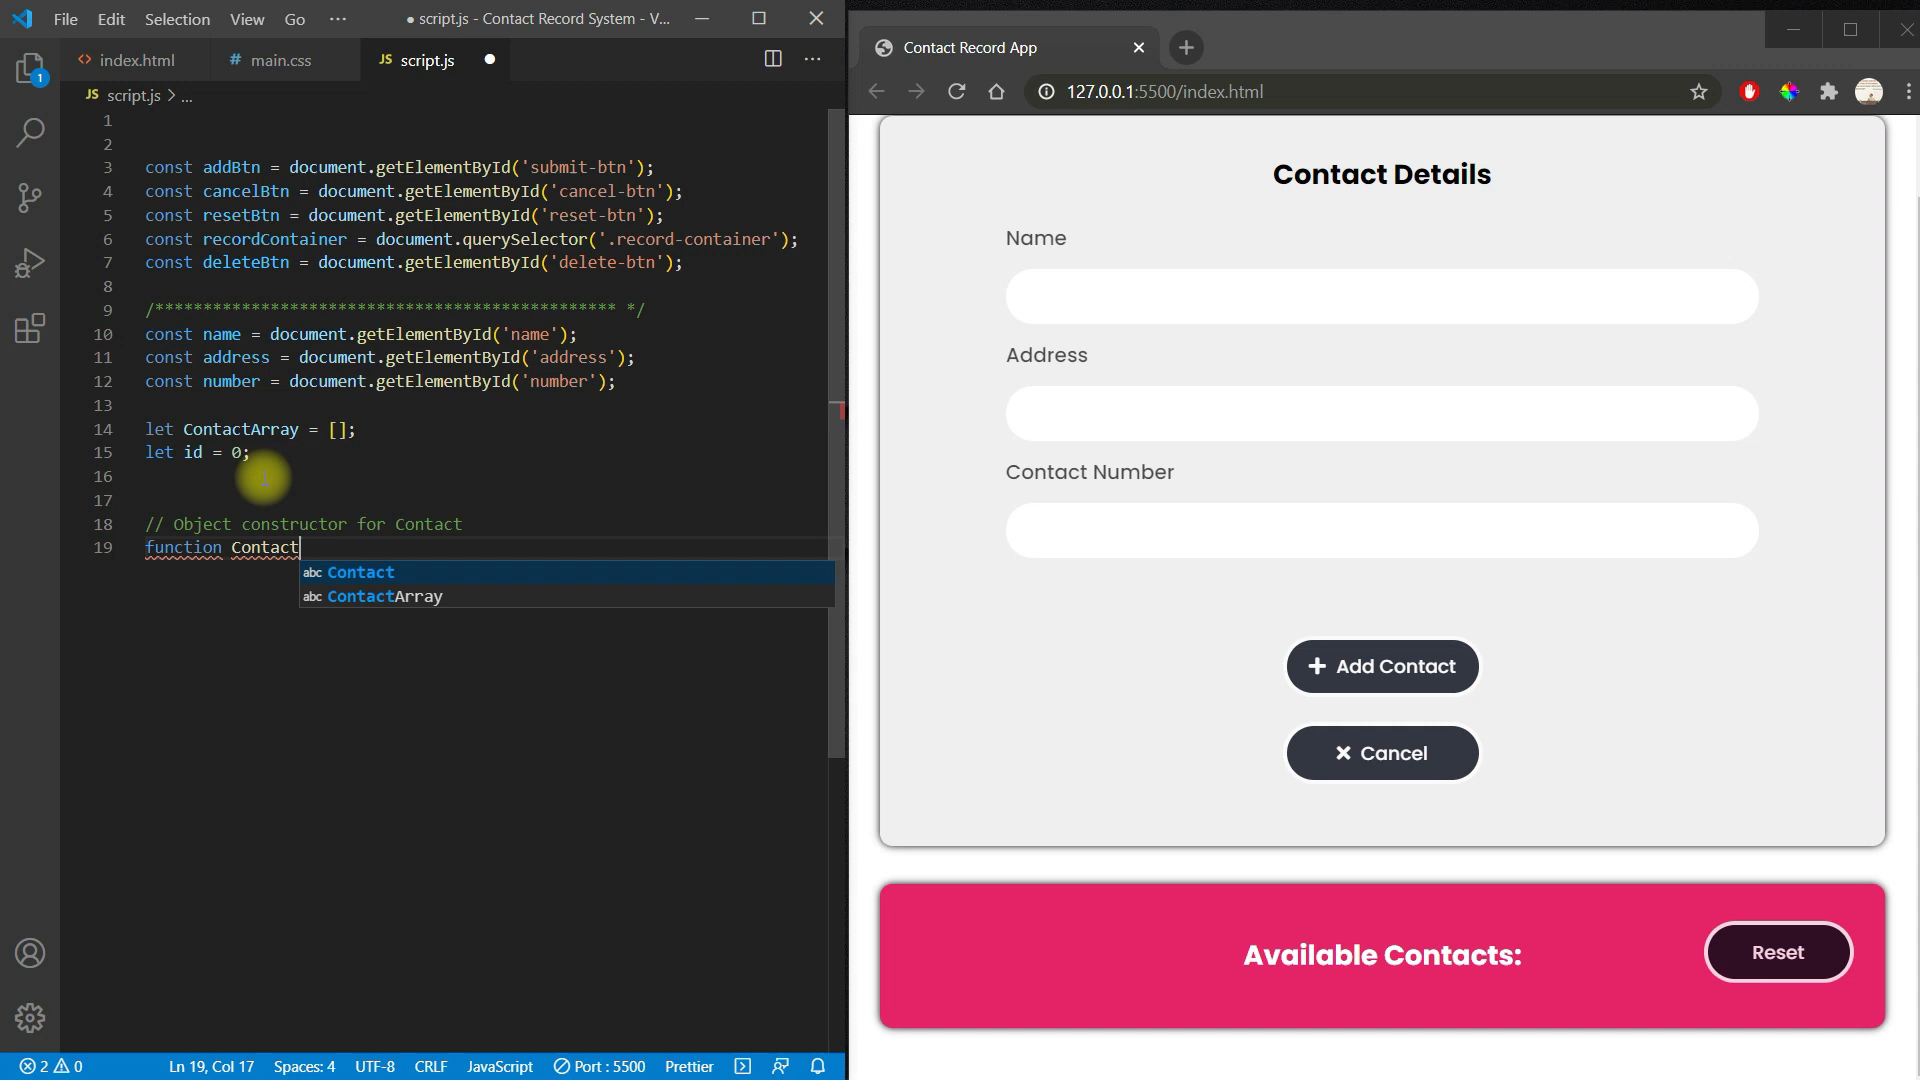 File Edit Selection View Go ··· ● script.js - Contact Record System - V...
index.html # main.css JS script.js ●
JS script.js > ...
1
2
3 const addBtn = document.getElementById('submit-btn');
4 const cancelBtn = document.getElementById('cancel-btn');
5 const resetBtn = document.getElementById('reset-btn');
6 const recordContainer = document.querySelector('.record-container');
7 const deleteBtn = document.getElementById('delete-btn');
8
9 /************************************************ */
10 const name = document.getElementById('name');
11 const address = document.getElementById('address');
12 const number = document.getElementById('number');
13
14 let ContactArray = [];
15 let id = 0;
16
17
18 // Object constructor for Contact
19 function Contact
abc Contact
abc ContactArray
1
2 0 Ln 19, Col 17 Spaces: 4 UTF-8 CRLF JavaScript Port : 5500 Prettier
Contact Record App
127.0.0.1:5500/index.html
Contact Details
Name
Address
Contact Number
Add Contact
Cancel
Available Contacts:
Reset